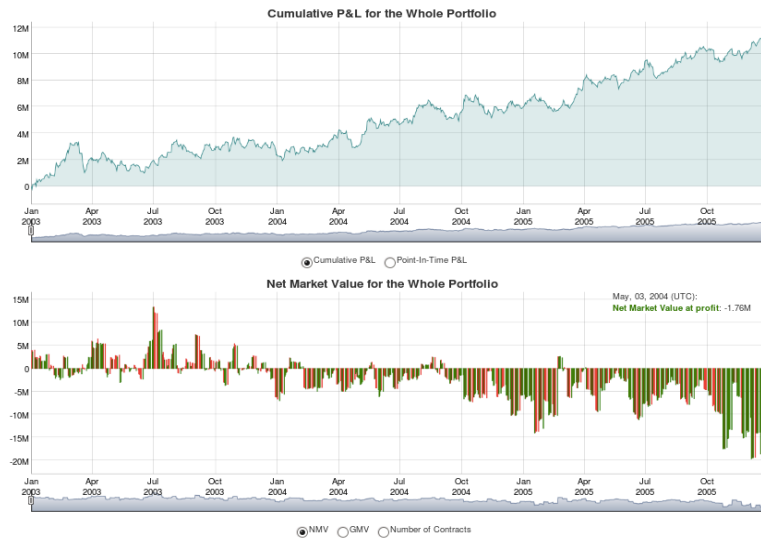 Cumulative P&L for the Whole Portfolio
12M
10M
8M
6M
4M
2M
0
Jan Apr Jul Oct Jan Apr Jul Oct Jan Apr Jul Oct
2003 2003 2003 2003 2004 2004 2004 2004 2005 2005 2005 2005
Cumulative P&L Point-In-Time P&L
Net Market Value for the Whole Portfolio
May, 03, 2004 (UTC):
Net Market Value at profit: -1.76M
15M
10M
5M
0
-5M
-10M
-15M
-20M
Jan Apr Jul Oct Jan Apr Jul Oct Jan Apr Jul Oct
2003 2003 2003 2003 2004 2004 2004 2004 2005 2005 2005 2005
NMV GMV Number of Contracts